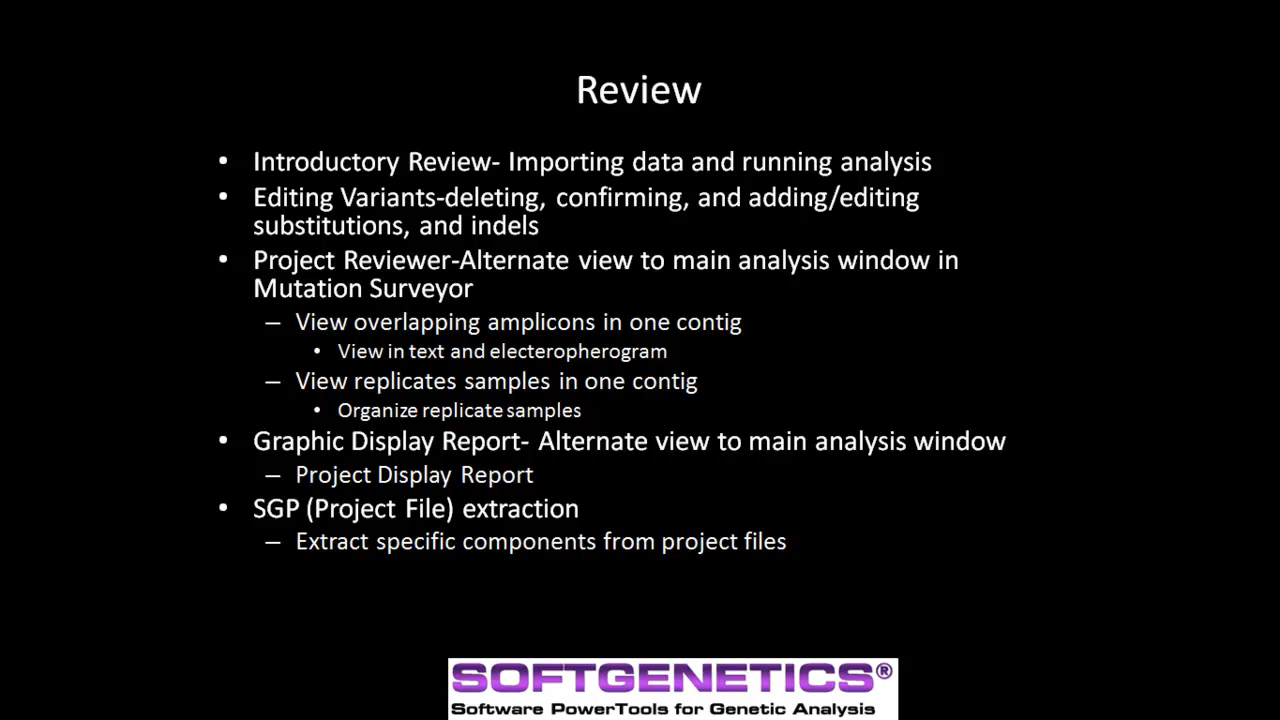 Review
• Introductory Review- Importing data and running analysis
• Editing Variants-deleting, confirming, and adding/editing
substitutions, and indels
• Project Reviewer-Alternate view to main analysis window in
Mutation Surveyor
– View overlapping amplicons in one contig
• View in text and electeropherogram
– View replicates samples in one contig
• Organize replicate samples
• Graphic Display Report- Alternate view to main analysis window
– Project Display Report
• SGP (Project File) extraction
– Extract specific components from project files
SOFTGENETICS®
Software PowerTools for Genetic Analysis